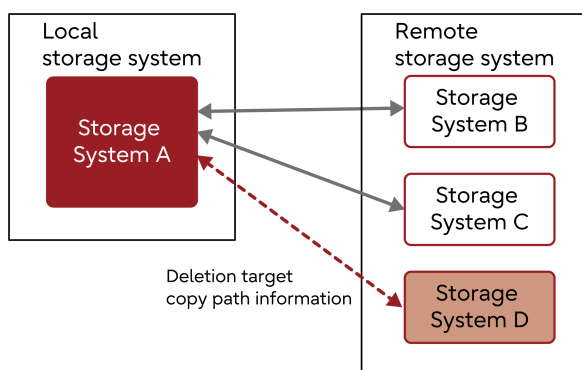 Local
storage system
Storage
System A
Remote
storage system
Storage
System B
Storage
System C
Storage
System D
Deletion target
copy path information